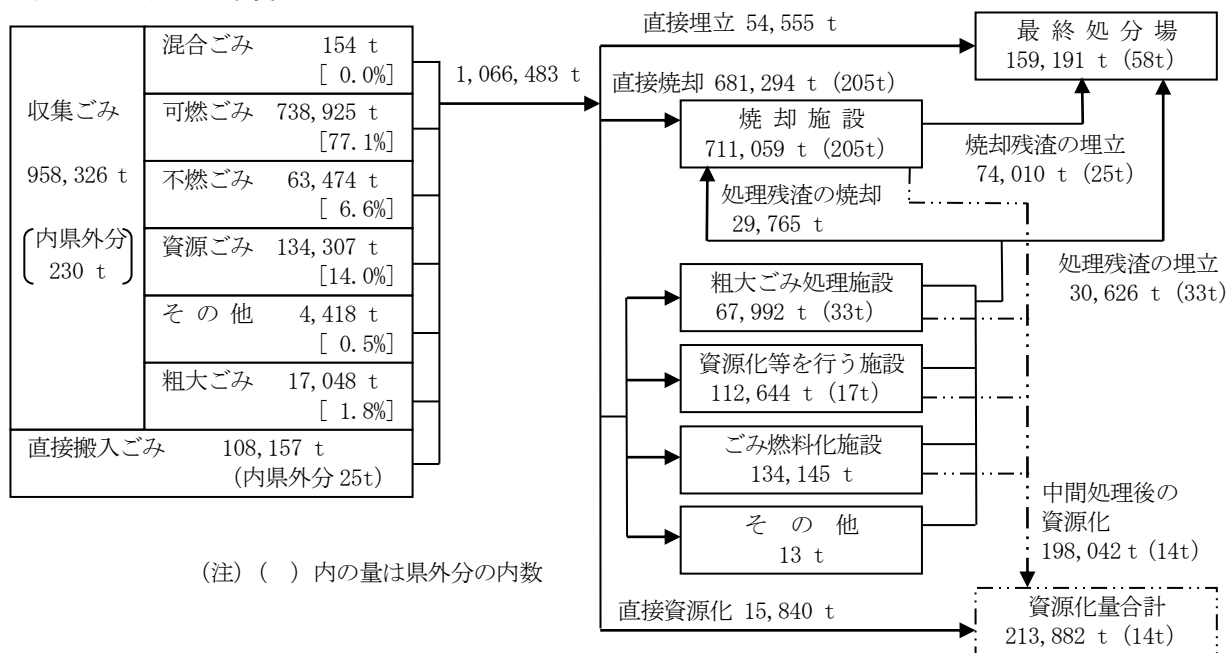 混合ごみ 154 t
[ 0.0%]
収集ごみ
958,326 t
内県外分
230 t
可燃ごみ 738,925 t
[77.1%]
不燃ごみ 63,474 t
[ 6.6%]
資源ごみ 134,307 t
[14.0%]
そ の 他 4,418 t
[ 0.5%]
粗大ごみ 17,048 t
[ 1.8%]
直接搬入ごみ 108,157 t
(内県外分 25t)
(注) ( ) 内の量は県外分の内数
1,066,483 t
直接埋立 54,555 t
最 終 処 分 場
159,191 t (58t)
直接焼却 681,294 t (205t)
焼 却 施 設
711,059 t (205t)
焼却残渣の埋立
74,010 t (25t)
処理残渣の焼却
29,765 t
処理残渣の埋立
30,626 t (33t)
粗大ごみ処理施設
67,992 t (33t)
資源化等を行う施設
112,644 t (17t)
ごみ燃料化施設
134,145 t
そ の 他
13 t
中間処理後の
資源化
198,042 t (14t)
直接資源化 15,840 t
資源化量合計
213,882 t (14t)